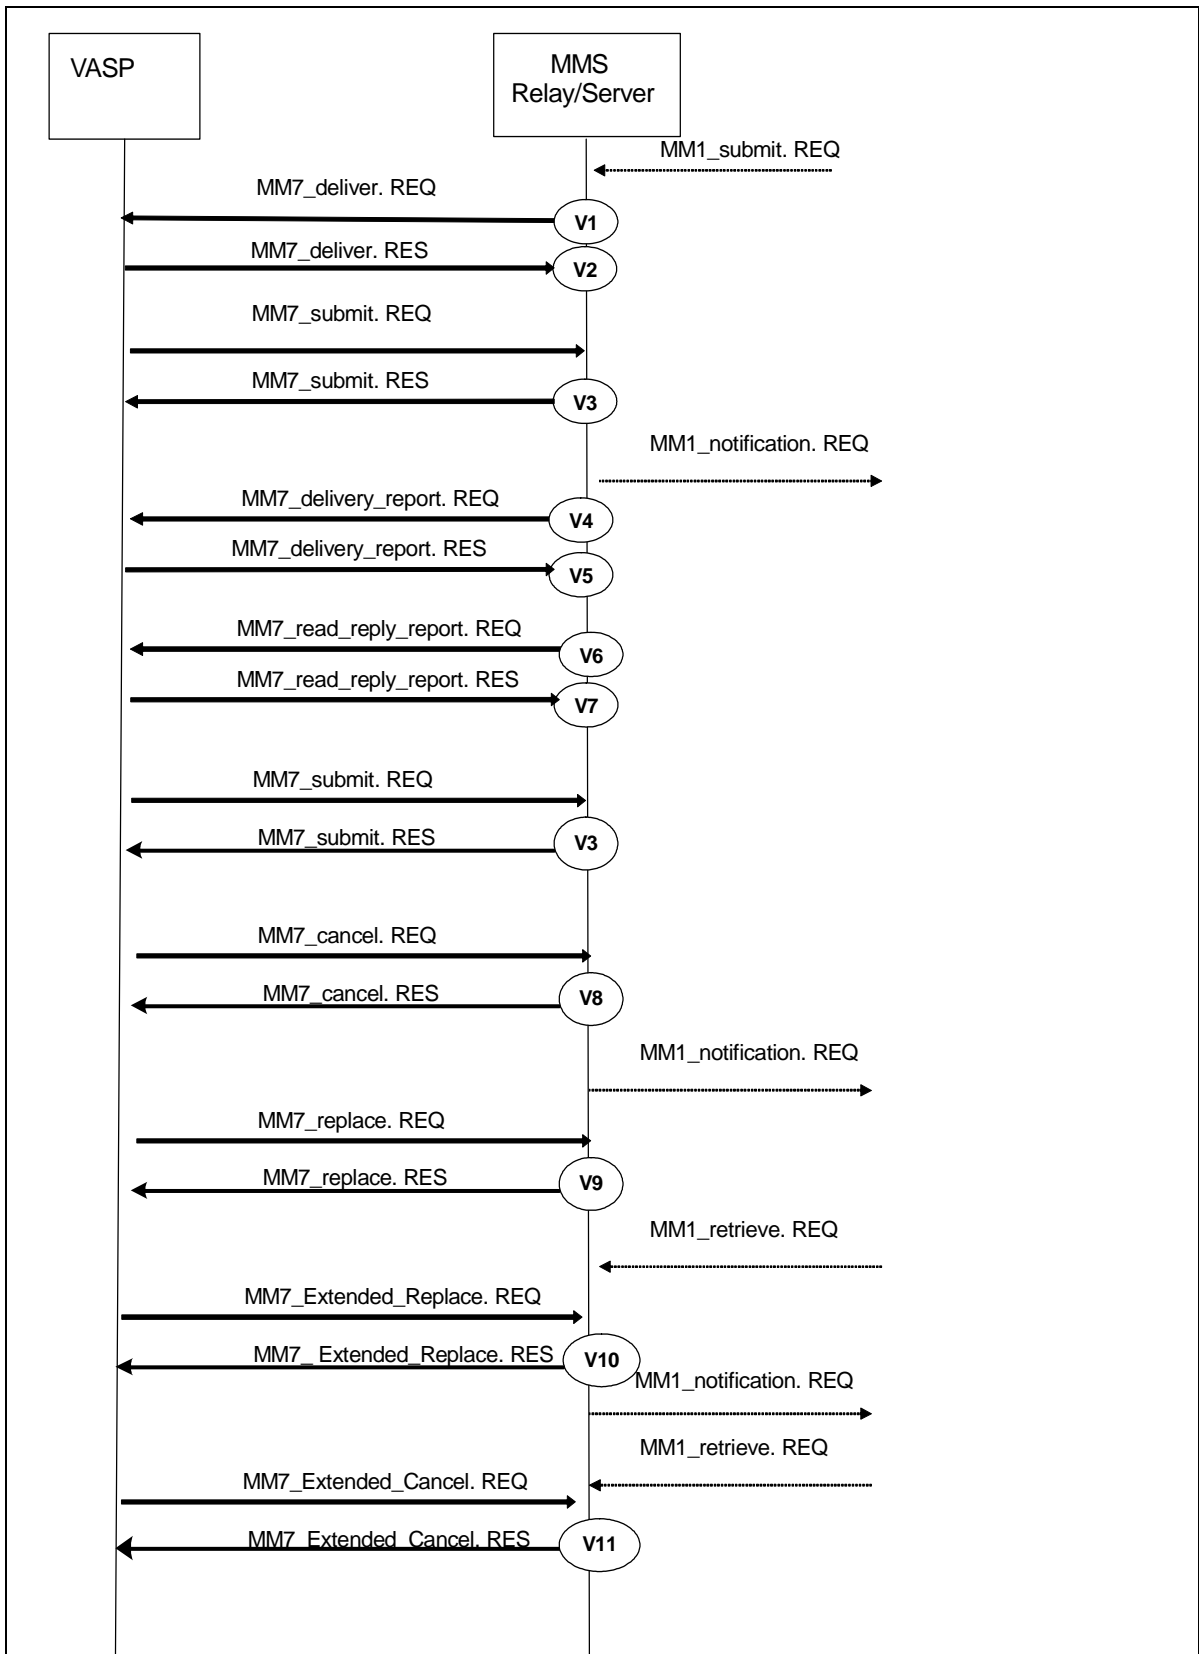 VASP
MMS
Relay/Server
MM1_submit. REQ
MM7_deliver. REQ
V1
MM7_deliver. RES
V2
MM7_submit. REQ
MM7_submit. RES
V3
MM1_notification. REQ
MM7_delivery_report. REQ
V4
MM7_delivery_report. RES
V5
MM7_read_reply_report. REQ
V6
MM7_read_reply_report. RES
V7
MM7_submit. REQ
MM7_submit. RES
V3
MM7_cancel. REQ
MM7_cancel. RES
V8
MM1_notification. REQ
MM7_replace. REQ
MM7_replace. RES
V9
MM1_retrieve. REQ
MM7_Extended_Replace. REQ
MM7_ Extended_Replace. RES
V10
MM1_notification. REQ
MM1_retrieve. REQ
MM7_Extended_Cancel. REQ
MM7_Extended_Cancel. RES
V11